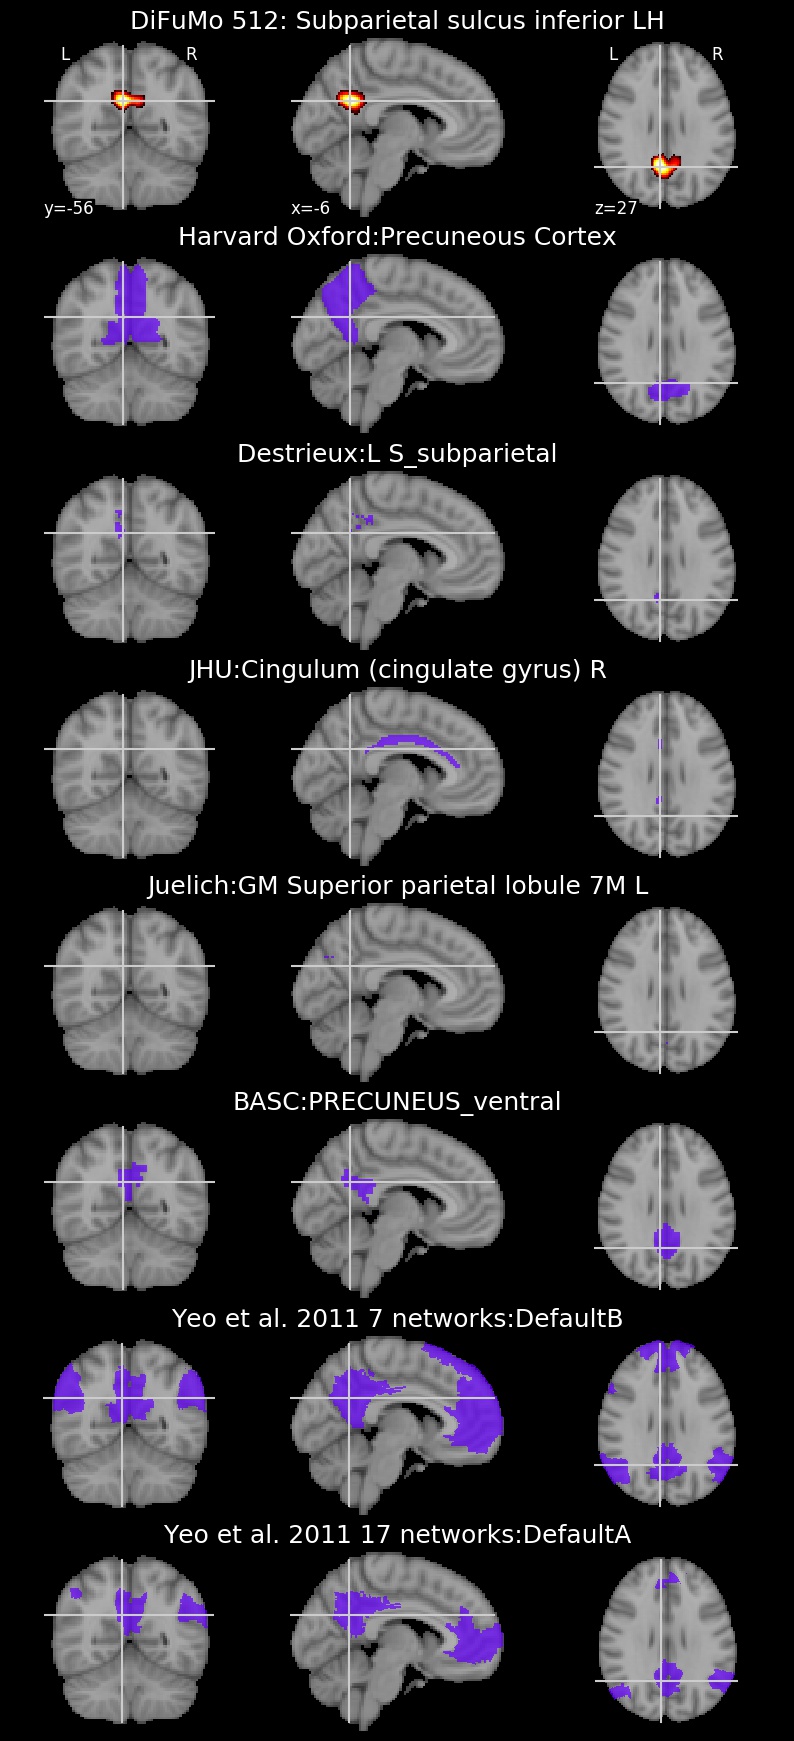 DiFuMo 512: Subparietal sulcus inferior LH
L R L R
y=-56 x=-6 z=27
Harvard Oxford:Precuneous Cortex
Destrieux:L S_subparietal
JHU:Cingulum (cingulate gyrus) R
Juelich:GM Superior parietal lobule 7M L
BASC:PRECUNEUS_ventral
Yeo et al. 2011 7 networks:DefaultB
Yeo et al. 2011 17 networks:DefaultA